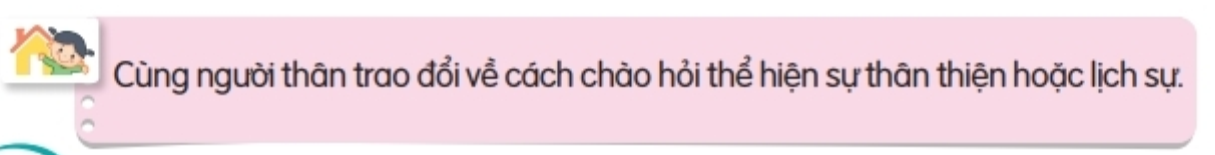 Cùng người thân trao đổi về cách chào hỏi thể hiện sự thân thiện hoặc lịch sự.